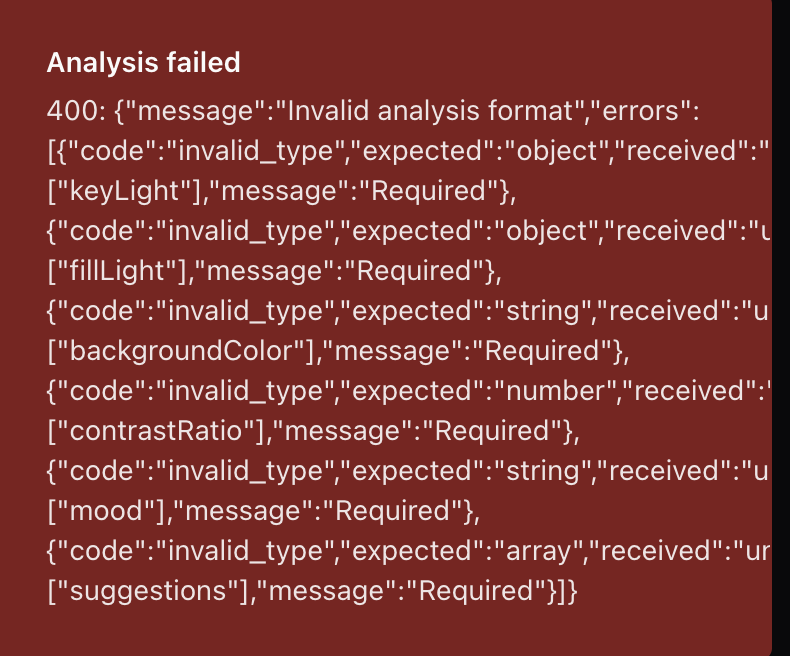 Analysis failed
400: {"message":"Invalid analysis format","errors":
[{"code":"invalid_type","expected":"object","received":"
["keyLight"],"message":"Required"},
{"code":"invalid_type","expected":"object","received":"u
["fillLight"],"message":"Required"},
{"code":"invalid_type","expected":"string","received":"u
["backgroundColor"],"message":"Required"},
{"code":"invalid_type","expected":"number","received":"
["contrastRatio"],"message":"Required"},
{"code":"invalid_type","expected":"string","received":"u
["mood"],"message":"Required"},
{"code":"invalid_type","expected":"array","received":"un
["suggestions"],"message":"Required"}]}